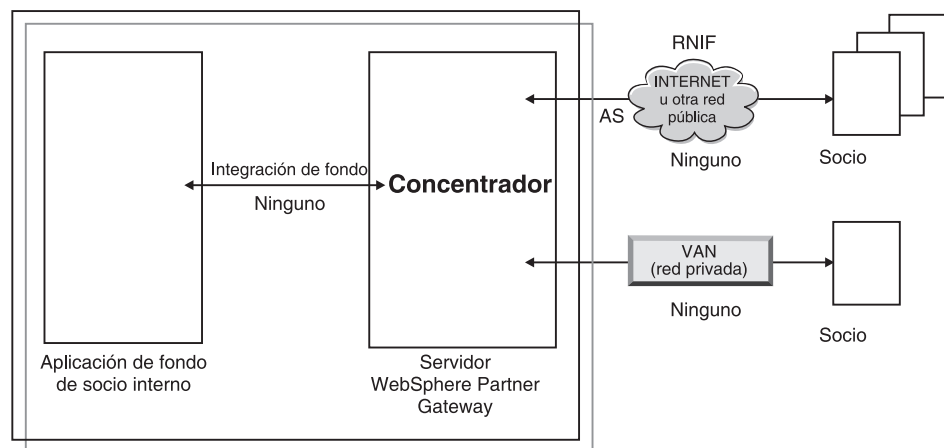 RNIF
INTERNET
u otra red
pública
AS
Ninguno
Socio
Integración de fondo
Ninguno
Concentrador
VAN
(red privada)
Ninguno
Socio
Aplicación de fondo
de socio interno
Servidor
WebSphere Partner
Gateway